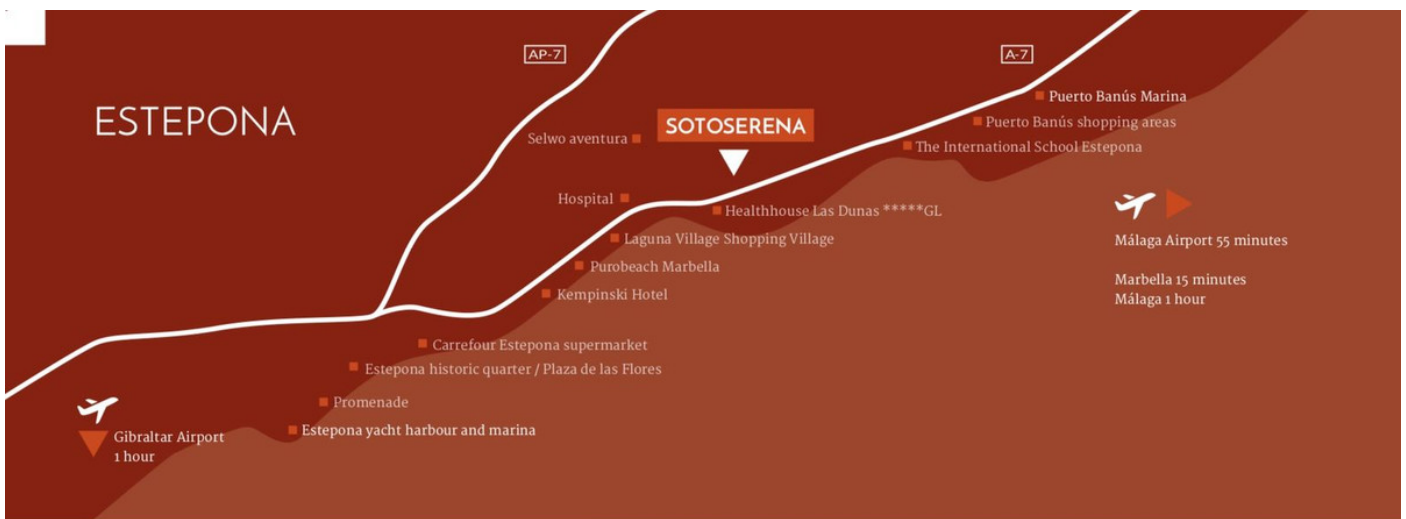 AP-7
A-7
ESTEPONA
Puerto Banús Marina
Puerto Banús shopping areas
SOTOSERENA
Selwo aventura
The International School Estepona
Hospital
Healthhouse Las Dunas *****GL
Laguna Village Shopping Village
Málaga Airport 55 minutes
Purobeach Marbella
Marbella 15 minutes
Málaga 1 hour
Kempinski Hotel
Carrefour Estepona supermarket
Estepona historic quarter / Plaza de las Flores
Promenade
Estepona yacht harbour and marina
Gibraltar Airport
1 hour